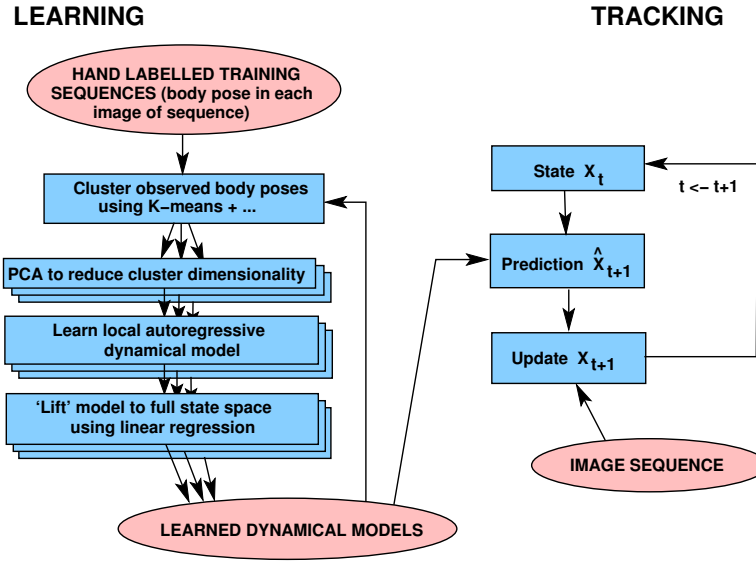 LEARNING
HAND LABELLED TRAINING
SEQUENCES (body pose in each
image of sequence)
Cluster observed body poses
using K−means + ...
PCA to reduce cluster dimensionality
Learn local autoregressive
dynamical model
‘Lift’ model to full state space
using linear regression
LEARNED DYNAMICAL MODELS
TRACKING
State X_t
t <− t+1
Prediction X̂_{t+1}
Update X_{t+1}
IMAGE SEQUENCE